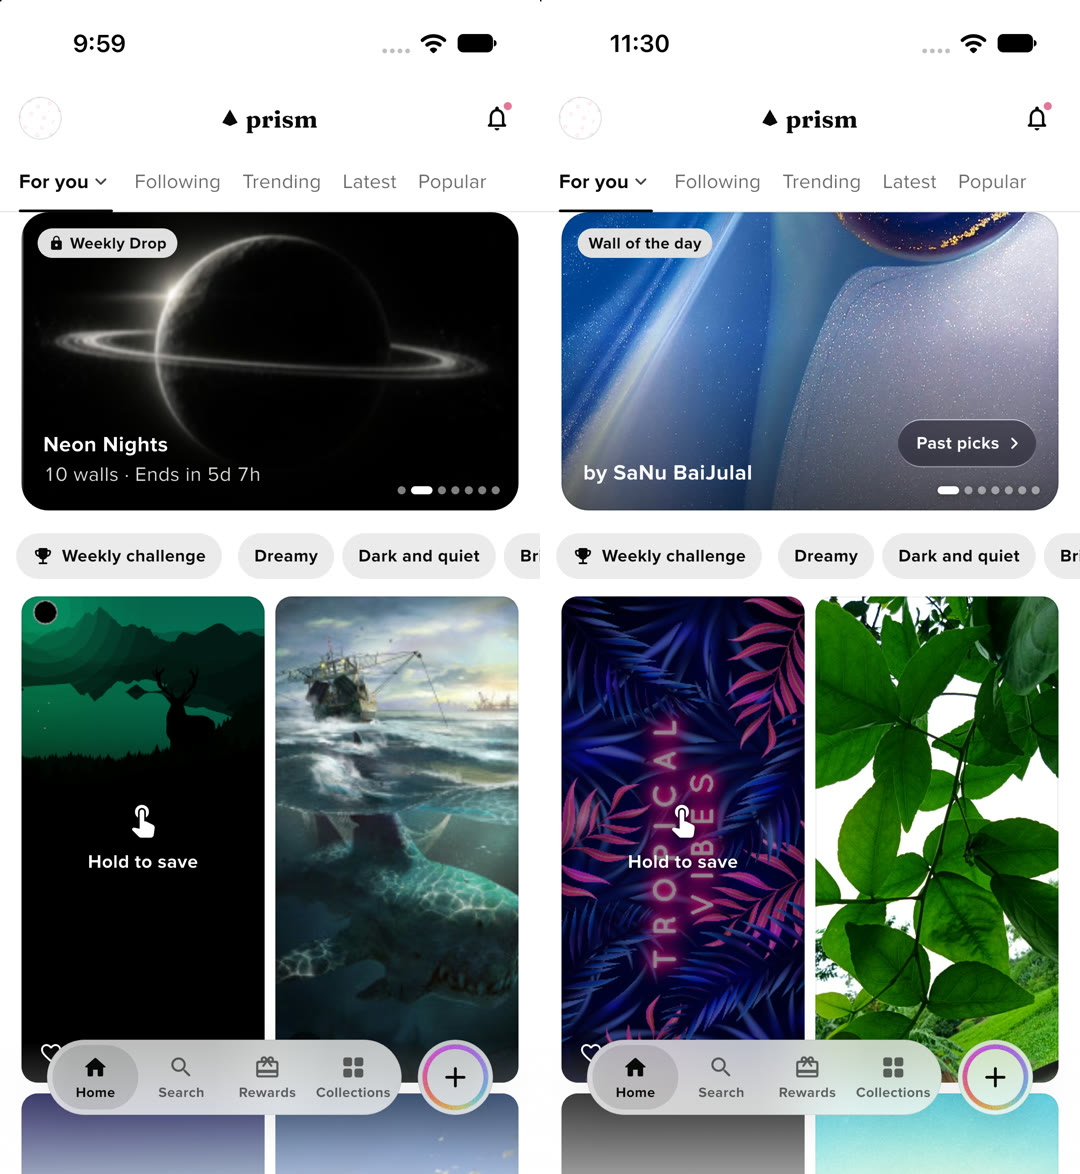 9:59
prism
For you
Following
Trending
Latest
Popular
Weekly Drop
Neon Nights
10 walls · Ends in 5d 7h
Weekly challenge
Dreamy
Dark and quiet
Bri
Hold to save
Home
Search
Rewards
Collections
11:30
prism
For you
Following
Trending
Latest
Popular
Wall of the day
Past picks
by SaNu BaiJulal
Weekly challenge
Dreamy
Dark and quiet
Bri
TROPICAL
VIBES
Hold to save
Home
Search
Rewards
Collections